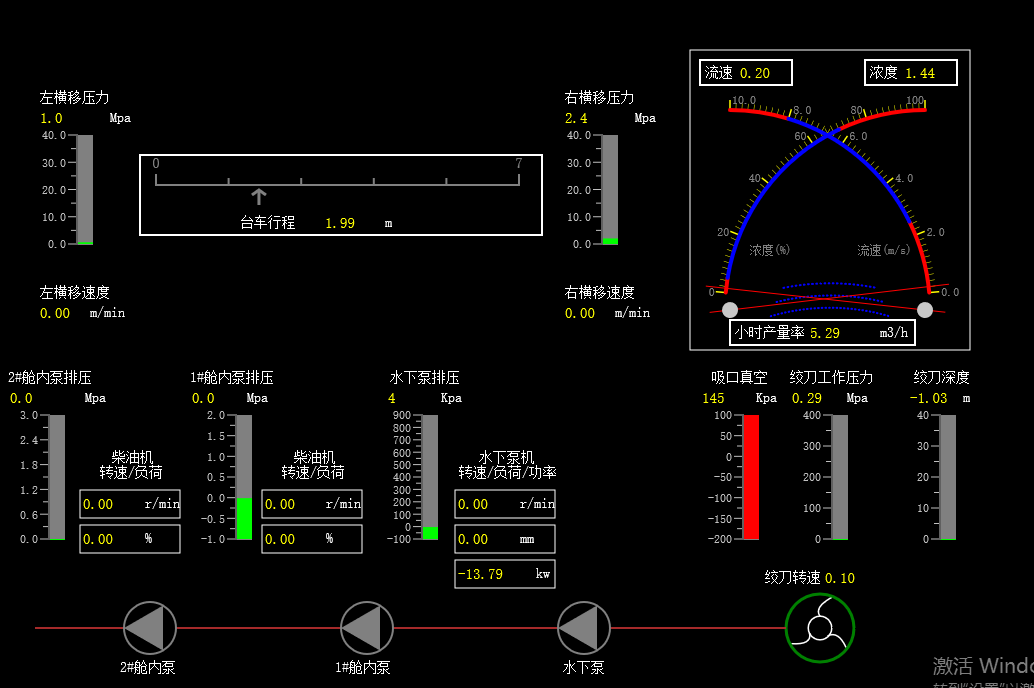 流速 0.20
浓度 1.44
左横移压力
1.0 Mpa
40.0
30.0
20.0
10.0
0.0
0 7
台车行程 1.99 m
右横移压力
2.4 Mpa
40.0
30.0
20.0
10.0
0.0
10.0 8.0 80 100
60 6.0
40 4.0
20 2.0
浓度(%) 流速(m/s)
0 0.0
小时产量率 5.29 m3/h
左横移速度
0.00 m/min
右横移速度
0.00 m/min
2#舱内泵排压
0.0 Mpa
3.0
2.4
1.8
1.2
0.6
0.0
柴油机
转速/负荷
0.00 r/min
0.00 %
1#舱内泵排压
0.0 Mpa
2.0
1.5
1.0
0.5
0.0
-0.5
-1.0
柴油机
转速/负荷
0.00 r/min
0.00 %
水下泵排压
4 Kpa
900
800
700
600
500
400
300
200
100
0
-100
水下泵机
转速/负荷/功率
0.00 r/min
0.00 mm
-13.79 kw
吸口真空
145 Kpa
100
50
0
-50
-100
-150
-200
绞刀工作压力
0.29 Mpa
400
300
200
100
0
绞刀深度
-1.03 m
40
30
20
10
0
绞刀转速 0.10
2#舱内泵
1#舱内泵
水下泵
激活 Windo